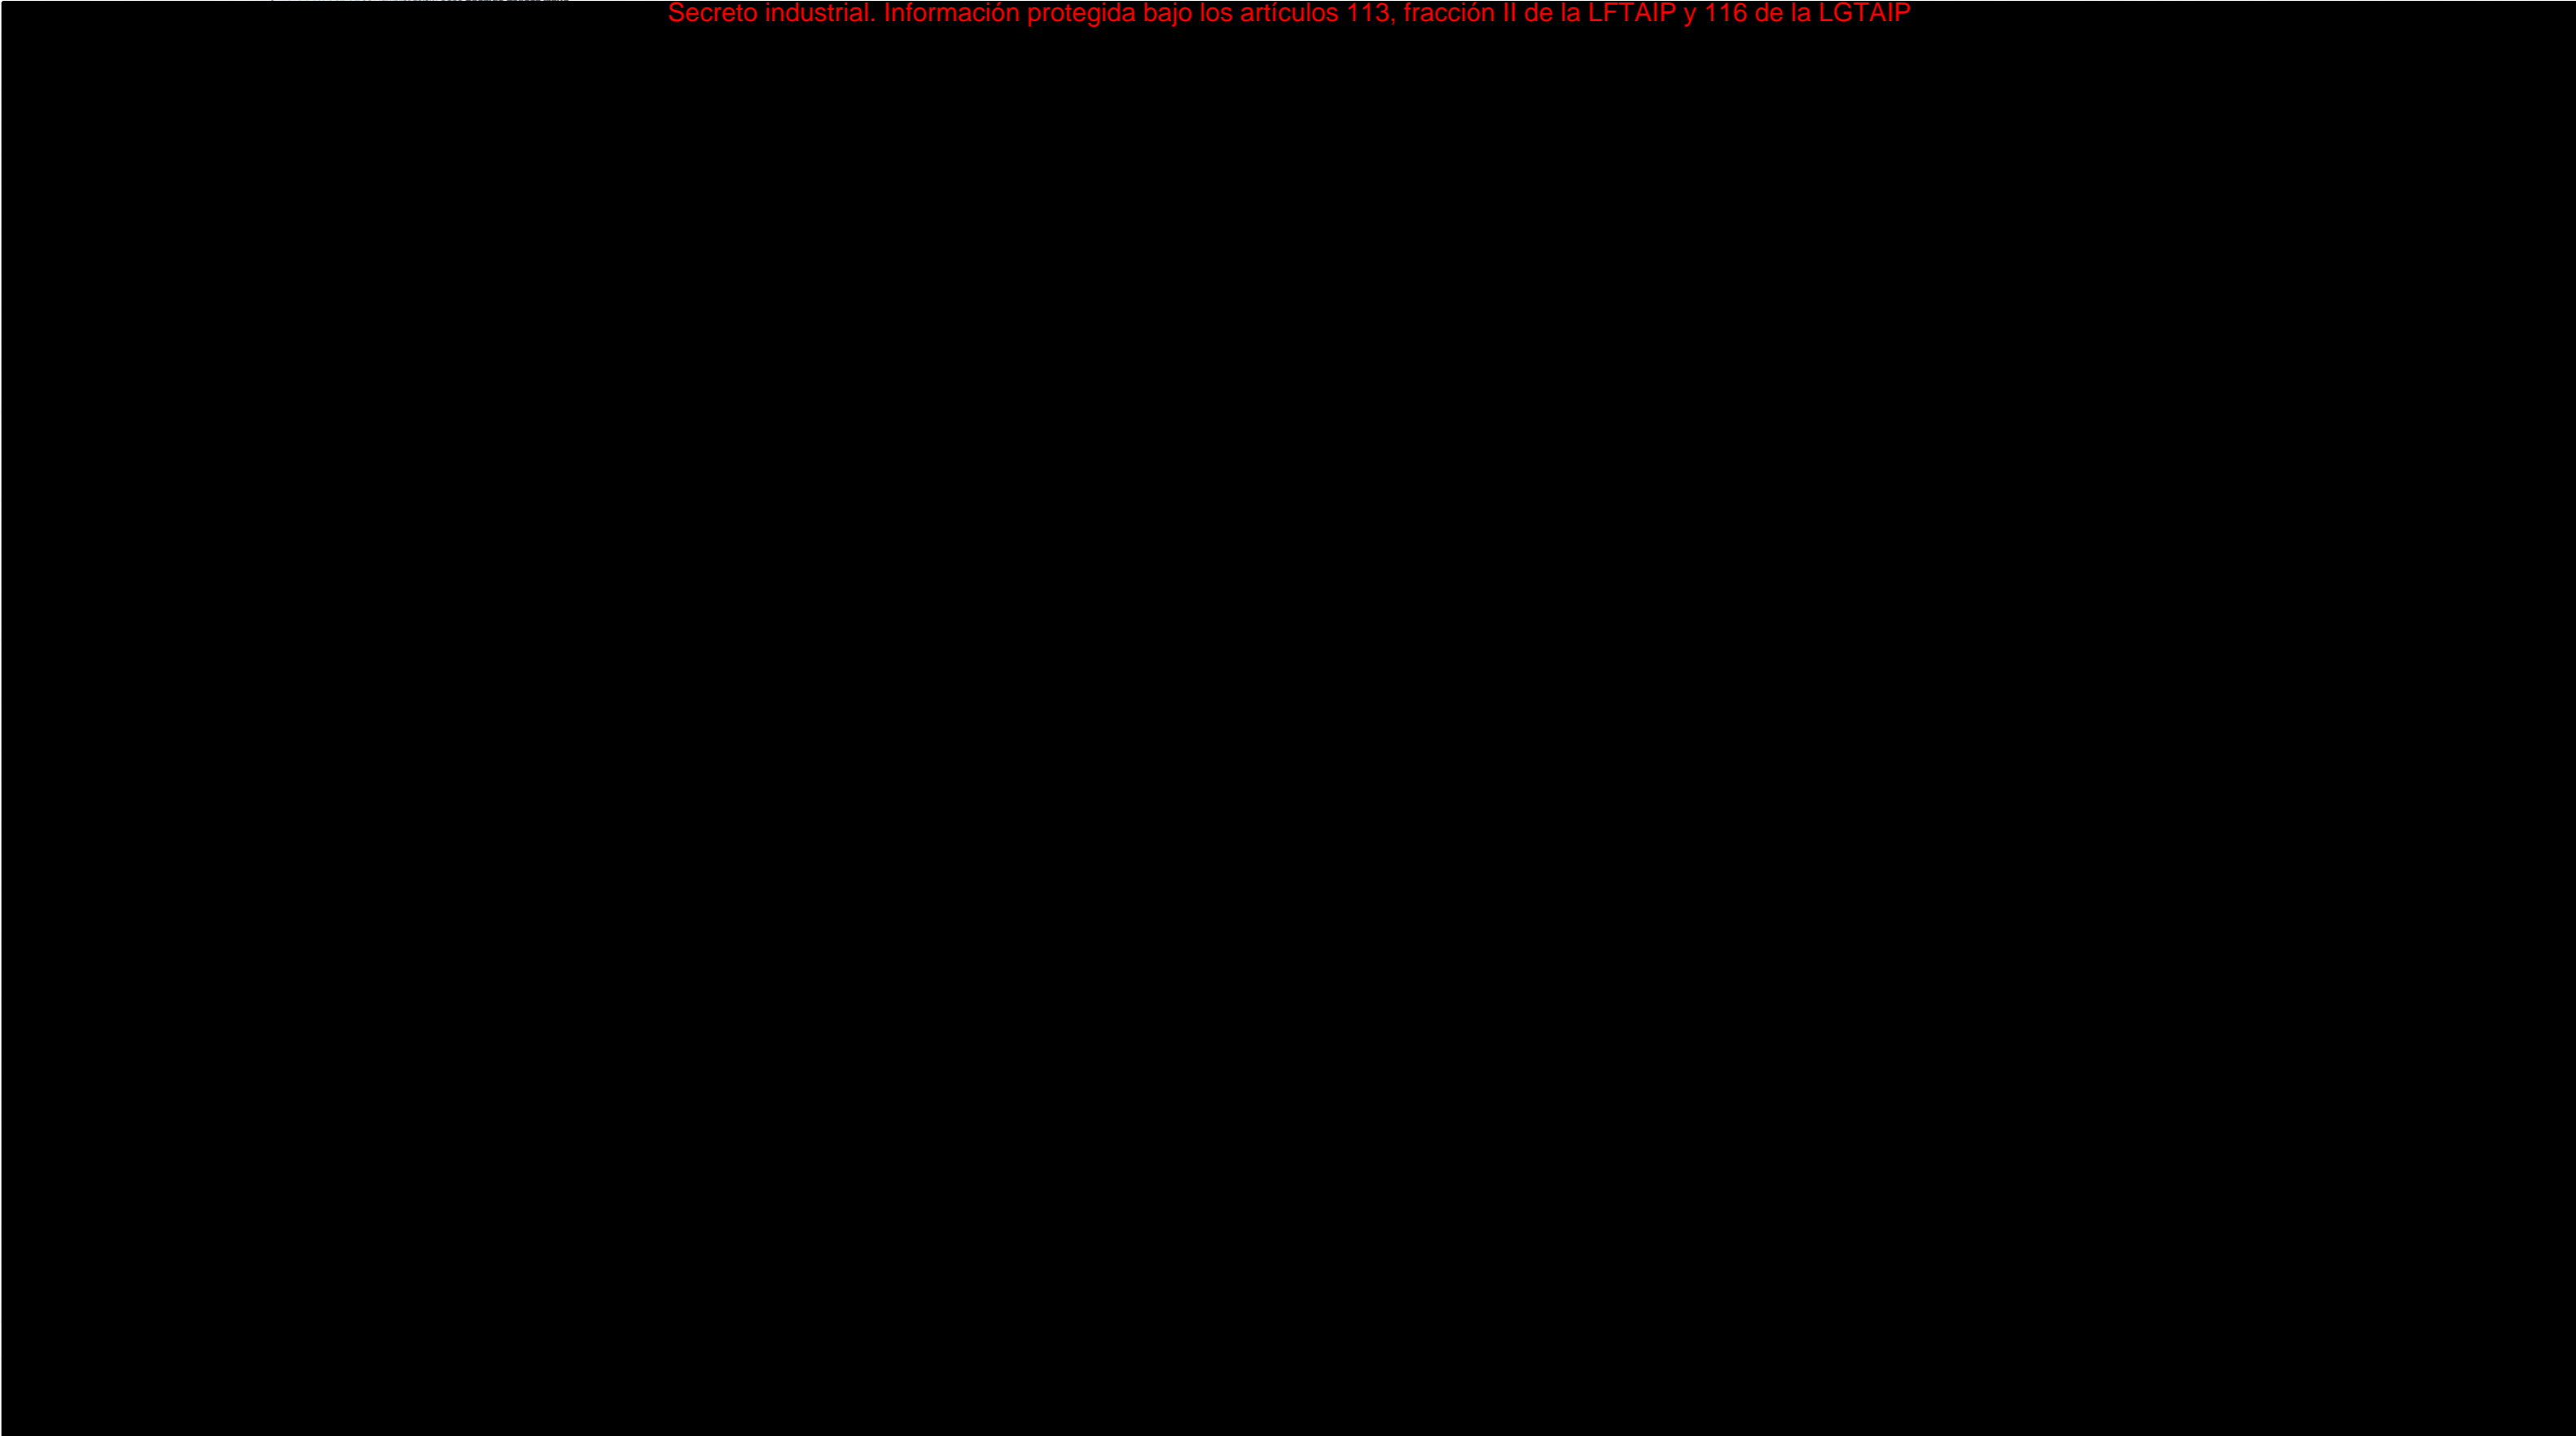 Secreto industrial. Información protegida bajo los artículos 113, fracción II de la LFTAIP y 116 de la LGTAIP